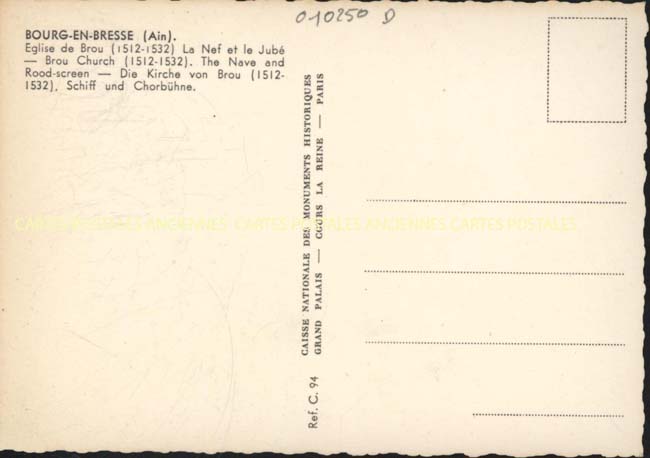 010250 D
BOURG-EN-BRESSE (Ain).
Eglise de Brou (1512-1532) La Nef et le Jubé
— Brou Church (1512-1532). The Nave and
Rood-screen — Die Kirche von Brou (1512-
1532), Schiff und Chorbühne.
CAISSE NATIONALE DES MONUMENTS HISTORIQUES
GRAND PALAIS — COURS LA REINE — PARIS
Ref. C. 94
CARTES POSTALES ANCIENNES CARTES POSTALES ANCIENNES CARTES POSTALES